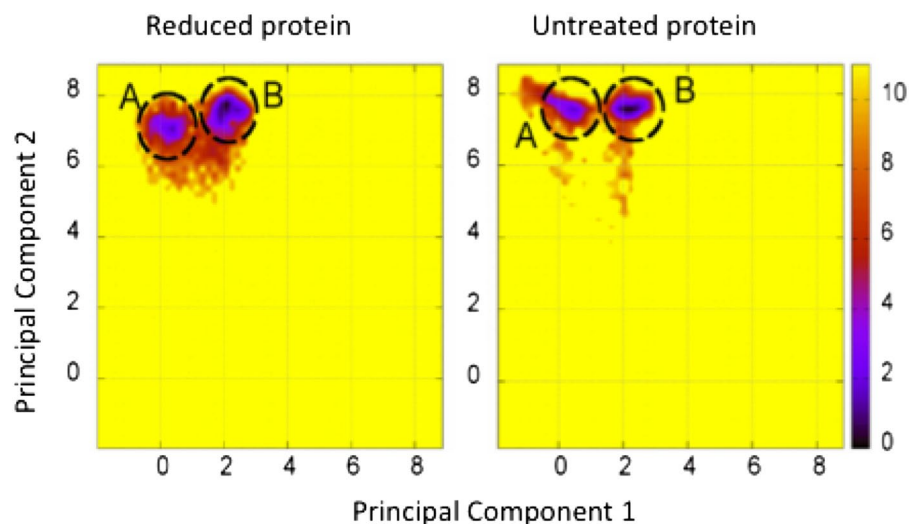 Reduced protein
Untreated protein
A
B
A
B
8
6
4
2
0
8
6
4
2
0
10
8
6
4
2
0
0 2 4 6 8
0 2 4 6 8
Principal Component 2
Principal Component 1